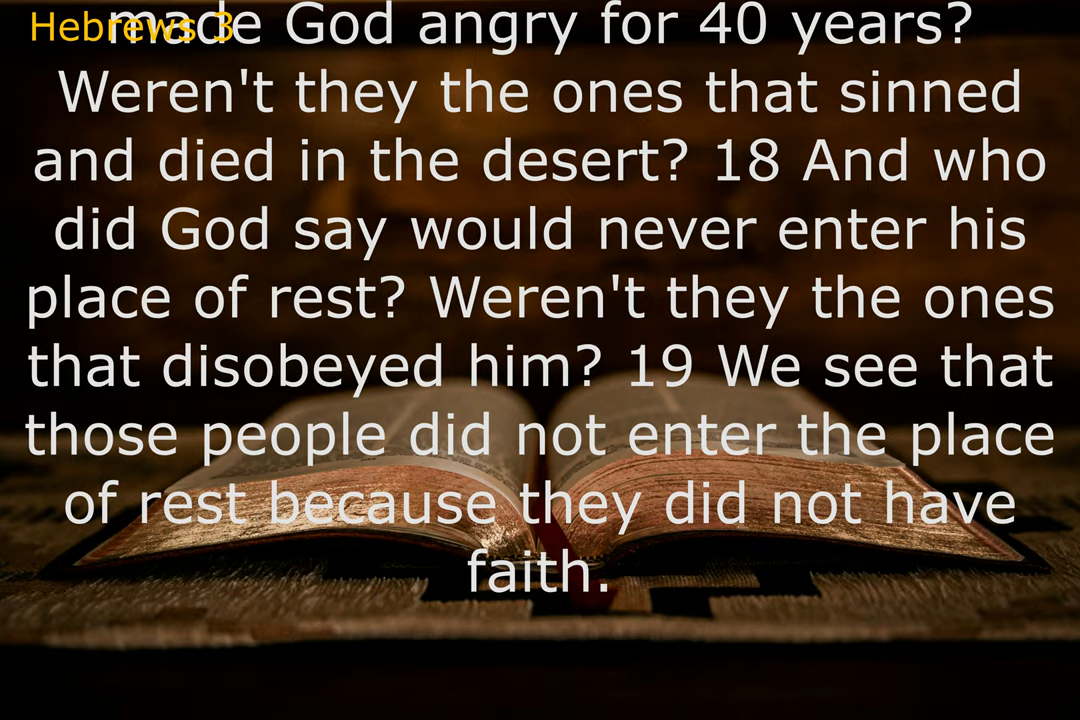 Hebrews 3
made God angry for 40 years?
Weren't they the ones that sinned
and died in the desert? 18 And who
did God say would never enter his
place of rest? Weren't they the ones
that disobeyed him? 19 We see that
those people did not enter the place
of rest because they did not have
faith.